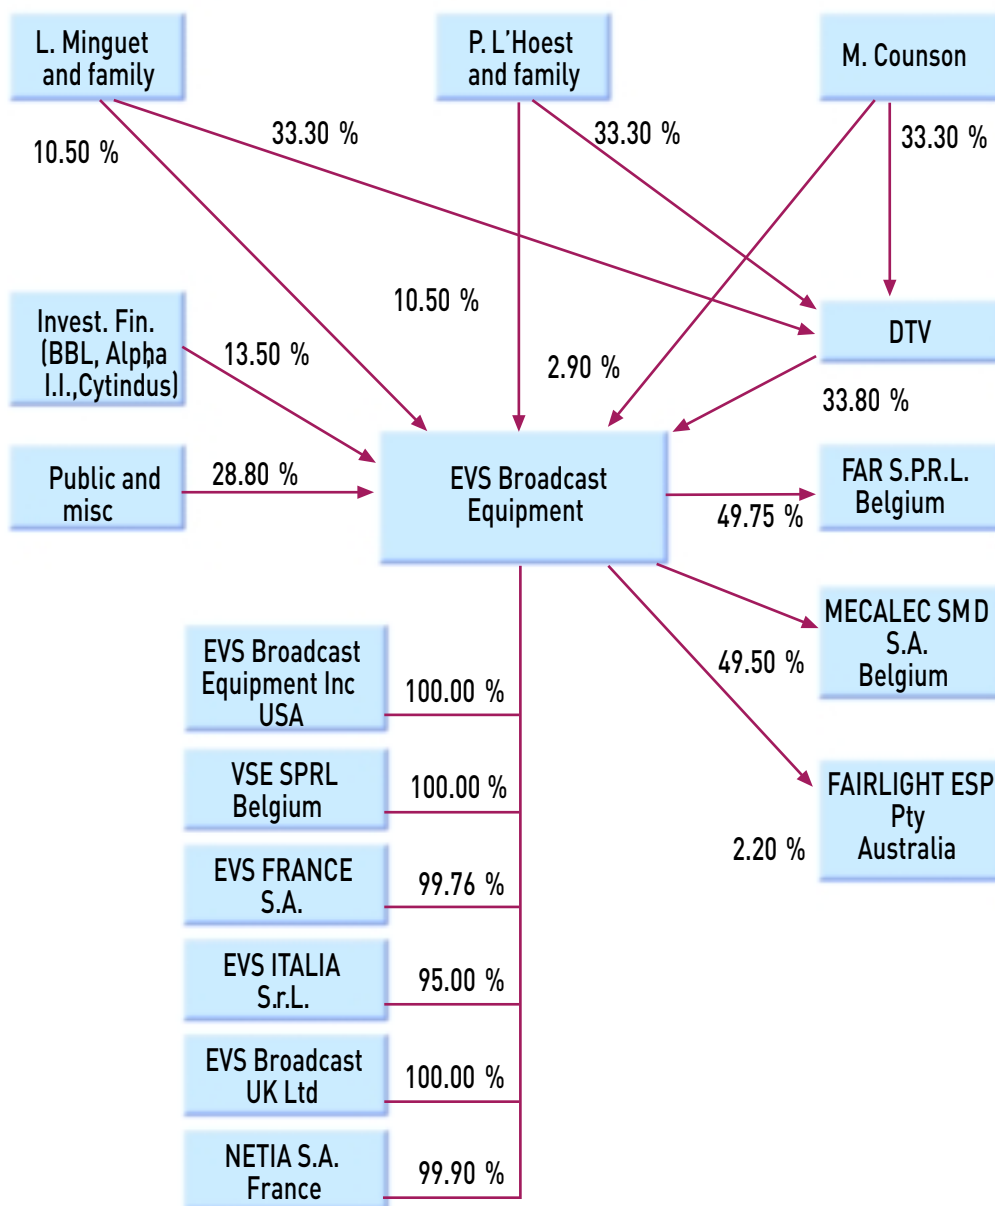 L. Minguet
and family
P. L'Hoest
and family
M. Counson
10.50 %
33.30 %
33.30 %
33.30 %
10.50 %
Invest. Fin.
(BBL, Alpha
I.I.,Cytindus)
13.50 %
2.90 %
DTV
33.80 %
Public and
misc
28.80 %
EVS Broadcast
Equipment
49.75 %
FAR S.P.R.L.
Belgium
MECALEC SMD
S.A.
Belgium
49.50 %
FAIRLIGHT ESP
Pty
Australia
2.20 %
EVS Broadcast
Equipment Inc
USA
100.00 %
VSE SPRL
Belgium
100.00 %
EVS FRANCE
S.A.
99.76 %
EVS ITALIA
S.r.L.
95.00 %
EVS Broadcast
UK Ltd
100.00 %
NETIA S.A.
France
99.90 %